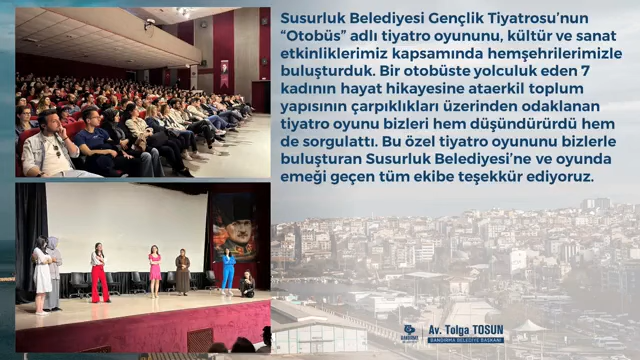 Susurluk Belediyesi Gençlik Tiyatrosu’nun
“Otobüs” adlı tiyatro oyununu, kültür ve sanat
etkinliklerimiz kapsamında hemşehrilerimizle
buluşturduk. Bir otobüste yolculuk eden 7
kadının hayat hikayesine ataerkil toplum
yapısının çarpıklıkları üzerinden odaklanan
tiyatro oyunu bizleri hem düşündürürdü hem
de sorgulattı. Bu özel tiyatro oyununu bizlerle
buluşturan Susurluk Belediyesi’ne ve oyunda
emeği geçen tüm ekibe teşekkür ediyoruz.
BANDIRMA
Av. Tolga TOSUN
BANDIRMA BELEDİYE BAŞKANI